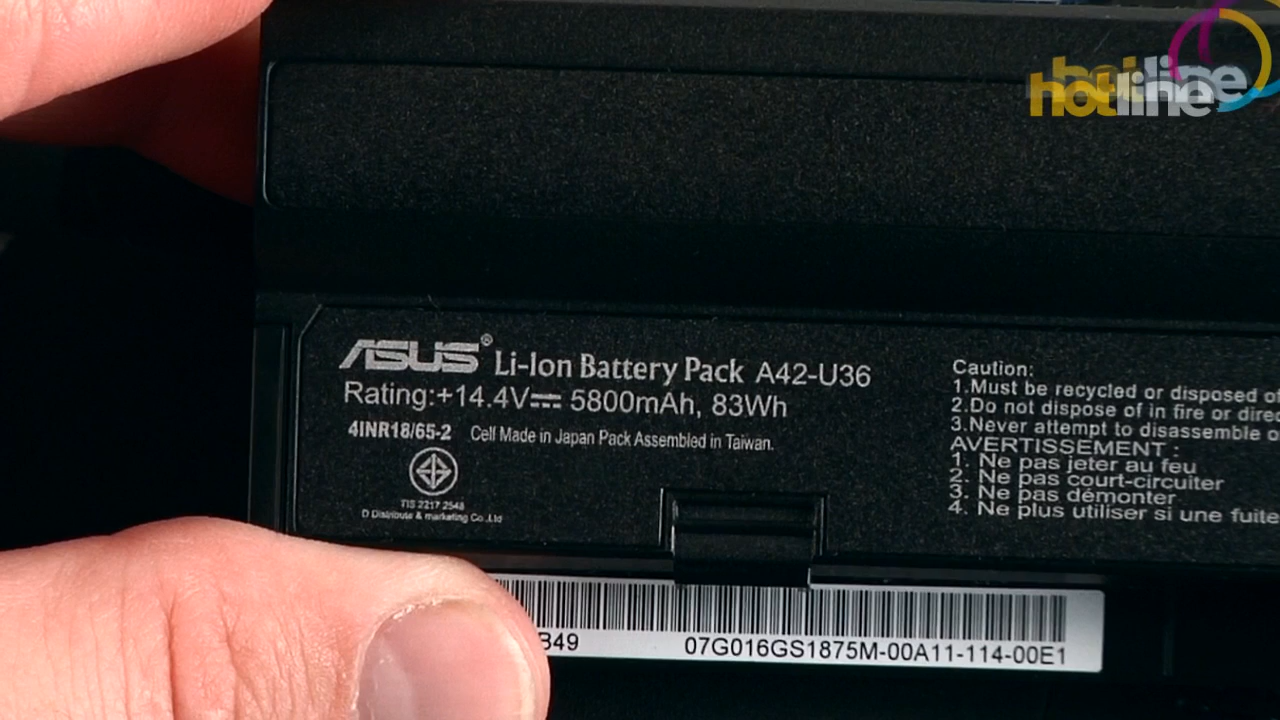 hotline
ASUS® Li-Ion Battery Pack A42-U36
Rating:+14.4V⎓ 5800mAh, 83Wh
4INR18/65-2 Cell Made in Japan Pack Assembled in Taiwan.
TIS 2217 2548
D Distribute & marketing Co.,Ltd
Caution:
1.Must be recycled or disposed of
2.Do not dispose of in fire or
3.Never attempt to disassemble
AVERTISSEMENT :
1. Ne pas jeter au feu
2. Ne pas court-circuiter
3. Ne pas démonter
4. Ne plus utiliser si une fuite
B49 07G016GS1875M-00A11-114-00E1